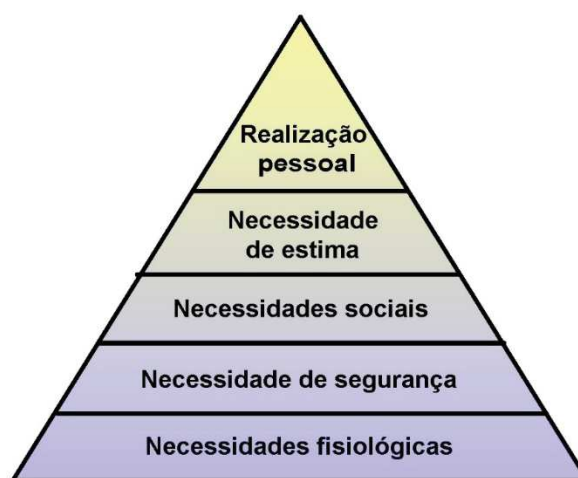 Realização
pessoal
Necessidade
de estima
Necessidades sociais
Necessidade de segurança
Necessidades fisiológicas